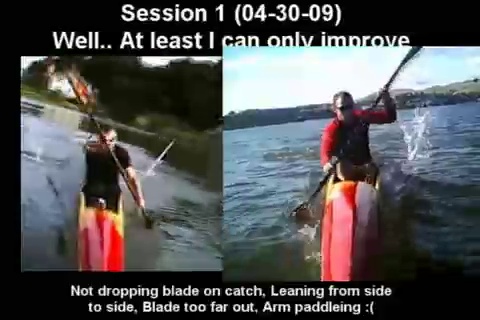 Session 1 (04-30-09)
Well.. At least I can only improve
Not dropping blade on catch, Leaning from side
to side, Blade too far out, Arm paddleing :(